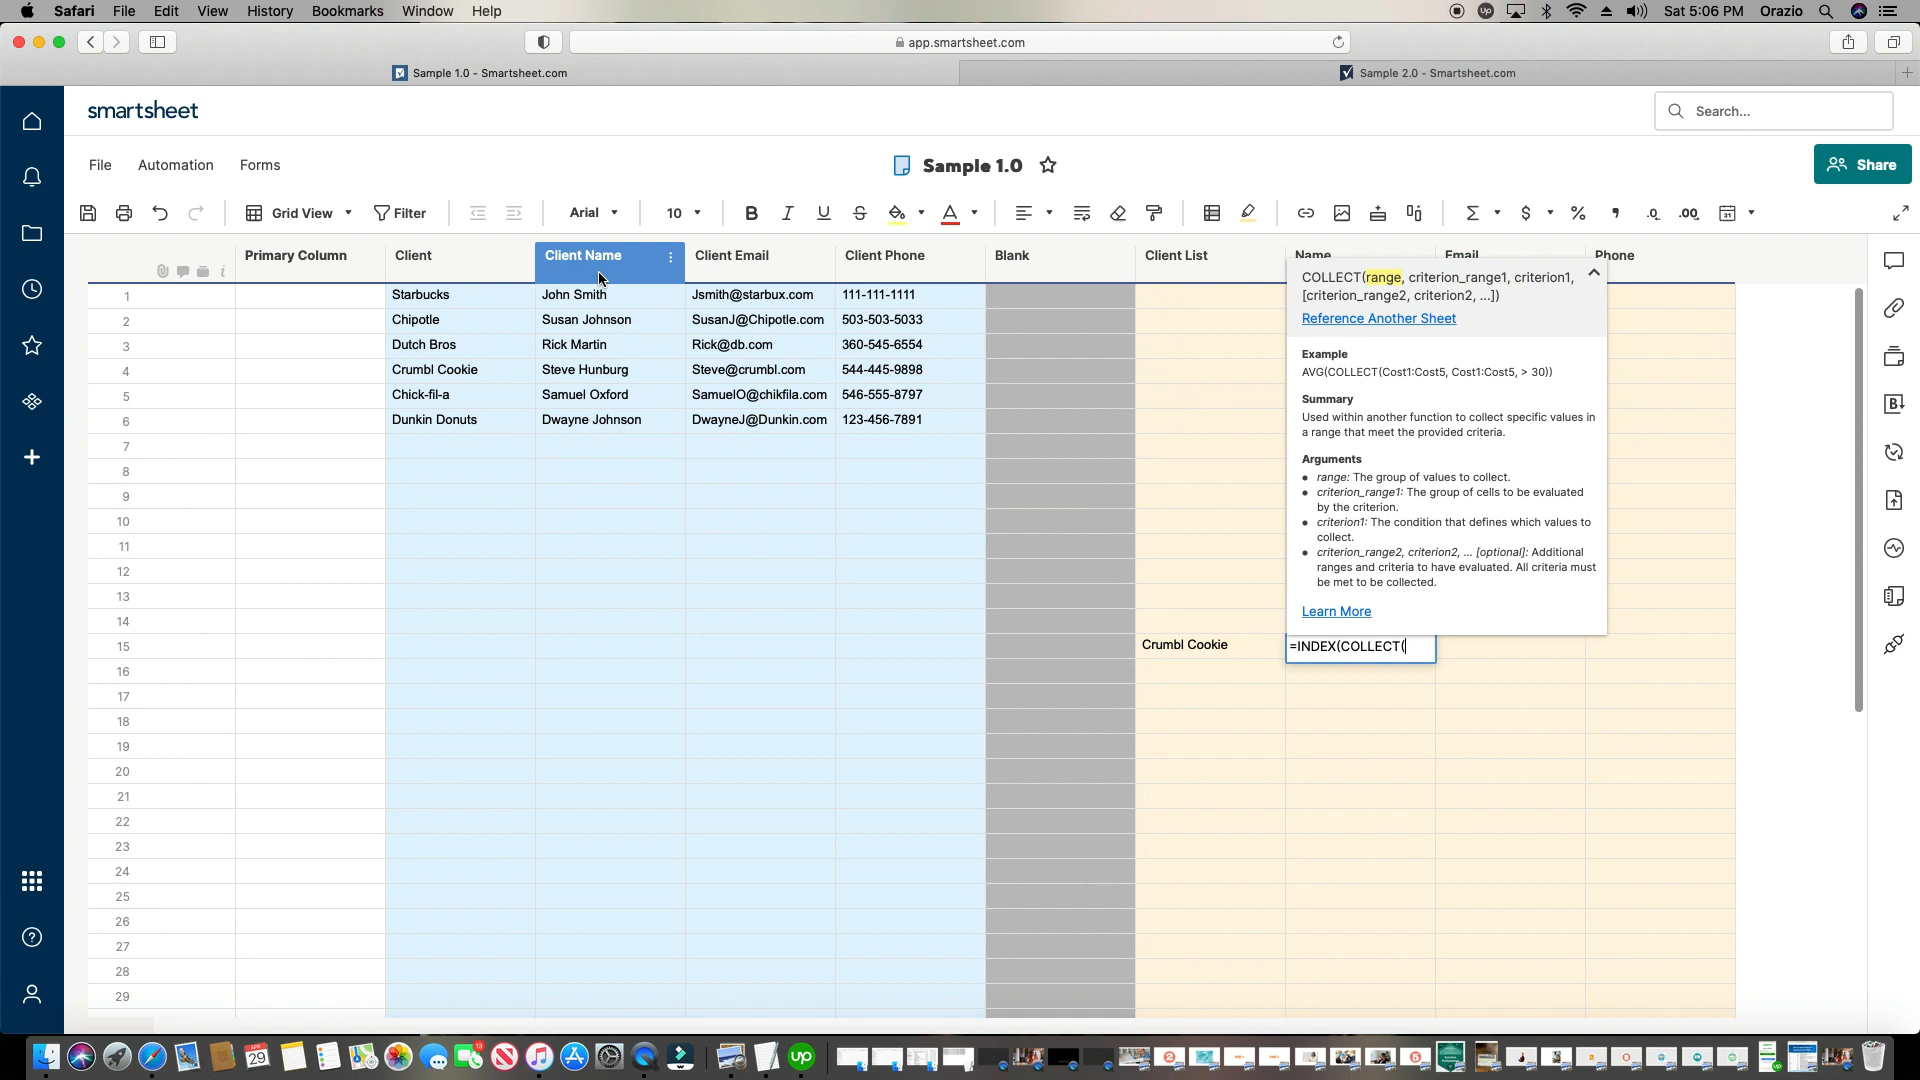 Safari File Edit View History Bookmarks Window Help Sat 5:06 PM Orazio
app.smartsheet.com
Sample 1.0 - Smartsheet.com Sample 2.0 - Smartsheet.com
smartsheet Search...
File Automation Forms Sample 1.0 Share
Grid View Filter Arial 10 B I U S A Σ $ % .0 .00 31
Primary Column Client Client Name Client Email Client Phone Blank Client List Name Email Phone
1 Starbucks John Smith Jsmith@starbux.com 111-111-1111
2 Chipotle Susan Johnson SusanJ@Chipotle.com 503-503-5033
3 Dutch Bros Rick Martin Rick@db.com 360-545-6554
4 Crumbl Cookie Steve Hunburg Steve@crumbl.com 544-445-9898
5 Chick-fil-a Samuel Oxford SamuelO@chikfila.com 546-555-8797
6 Dunkin Donuts Dwayne Johnson DwayneJ@Dunkin.com 123-456-7891
7
8
9
10
11
12
13
14
15 Crumbl Cookie =INDEX(COLLECT(
16
17
18
19
20
21
22
23
24
25
26
27
28
29
COLLECT(range, criterion_range1, criterion1,
[criterion_range2, criterion2, ...])
Reference Another Sheet
Example
AVG(COLLECT(Cost1:Cost5, Cost1:Cost5, > 30))
Summary
Used within another function to collect specific values in
a range that meet the provided criteria.
Arguments
• range: The group of values to collect.
• criterion_range1: The group of cells to be evaluated
by the criterion.
• criterion1: The condition that defines which values to
collect.
• criterion_range2, criterion2, ... [optional]: Additional
ranges and criteria to have evaluated. All criteria must
be met to be collected.
Learn More